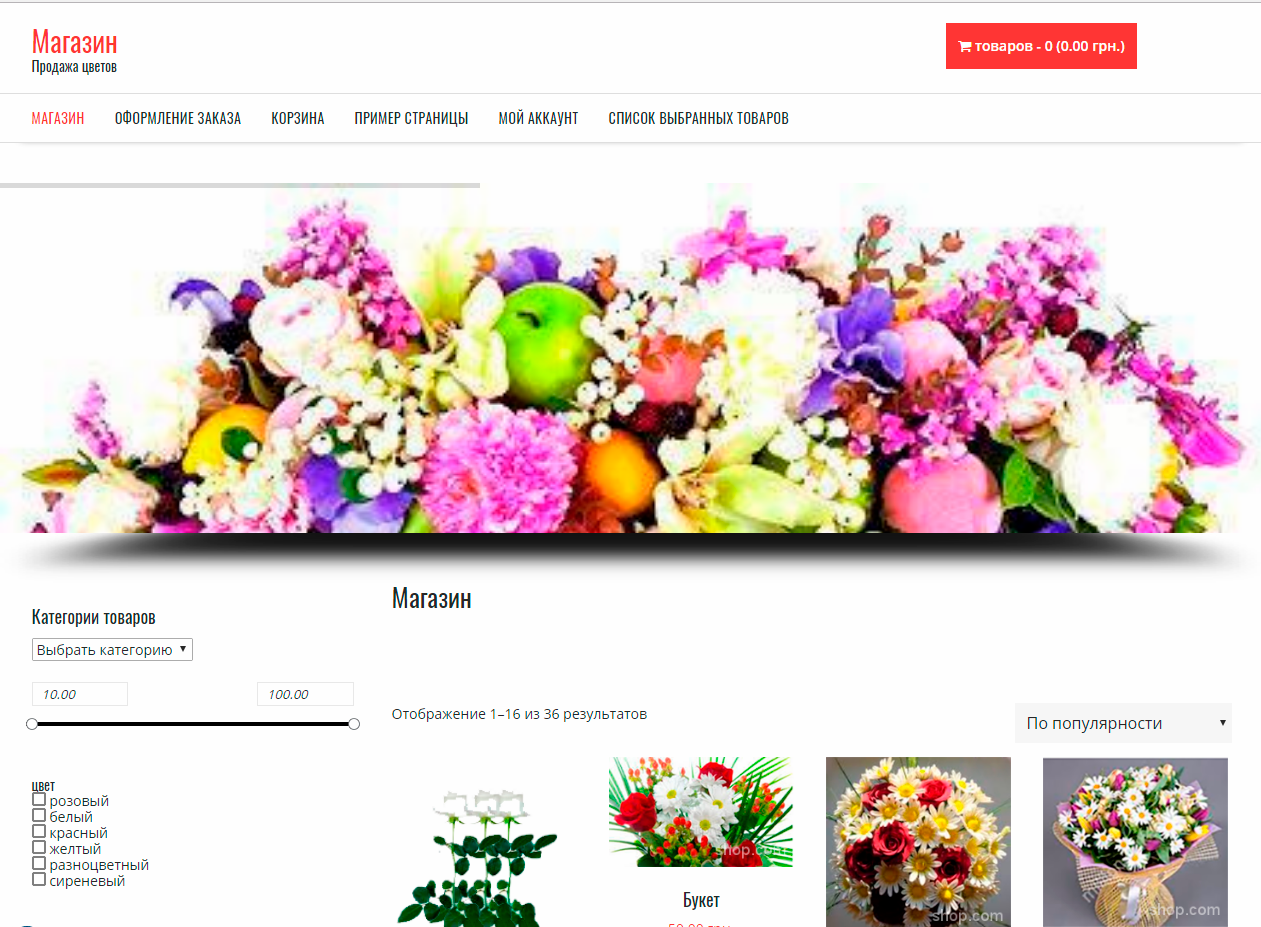 Магазин
Продажа цветов
товаров - 0 (0.00 грн.)
МАГАЗИН ОФОРМЛЕНИЕ ЗАКАЗА КОРЗИНА ПРИМЕР СТРАНИЦЫ МОЙ АККАУНТ СПИСОК ВЫБРАННЫХ ТОВАРОВ
Магазин
Категории товаров
Выбрать категорию
10.00 100.00
Отображение 1–16 из 36 результатов
По популярности
цвет
розовый
белый
красный
желтый
разноцветный
сиреневый
shop.com
shop.com
shop.com
Букет